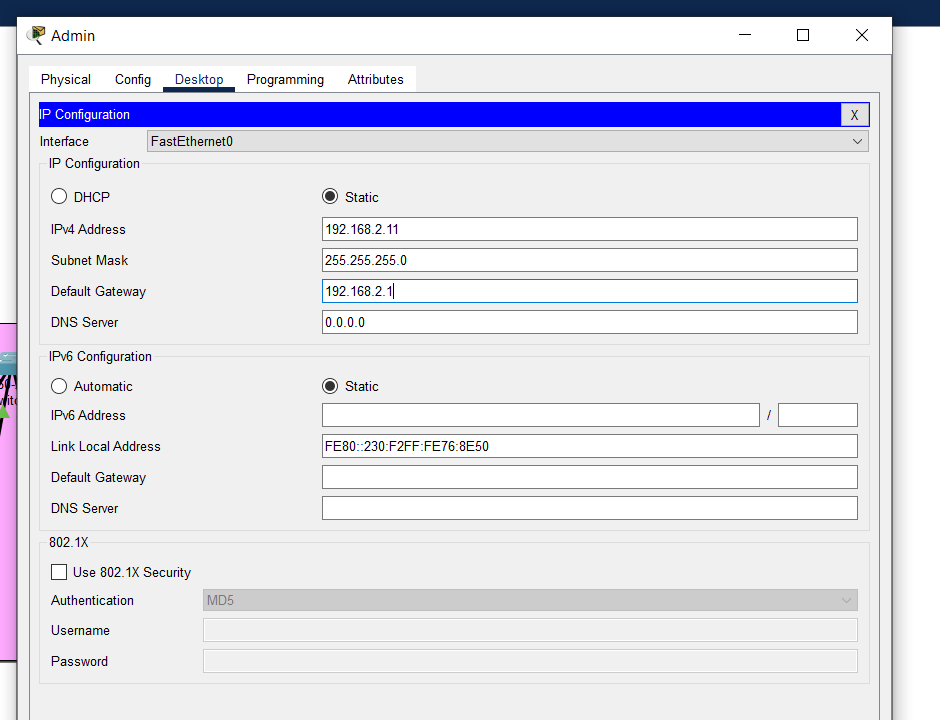 Admin
Physical Config Desktop Programming Attributes
IP Configuration X
Interface FastEthernet0
IP Configuration
DHCP Static
IPv4 Address 192.168.2.11
Subnet Mask 255.255.255.0
Default Gateway 192.168.2.1
DNS Server 0.0.0.0
IPv6 Configuration
Automatic Static
IPv6 Address /
Link Local Address FE80::230:F2FF:FE76:8E50
Default Gateway
DNS Server
802.1X
Use 802.1X Security
Authentication MD5
Username
Password